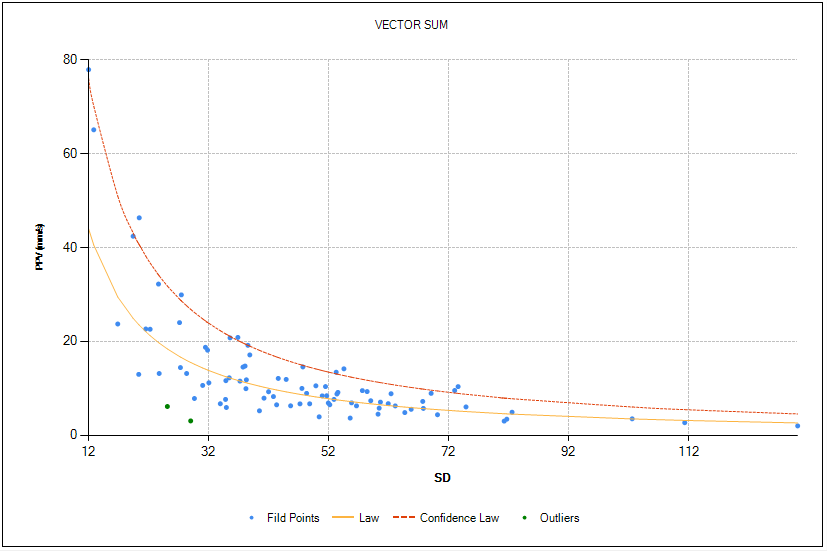 VECTOR SUM
80
60
40
20
0
PPV (mm/s)
12 32 52 72 92 112
SD
Fild Points Law Confidence Law Outliers